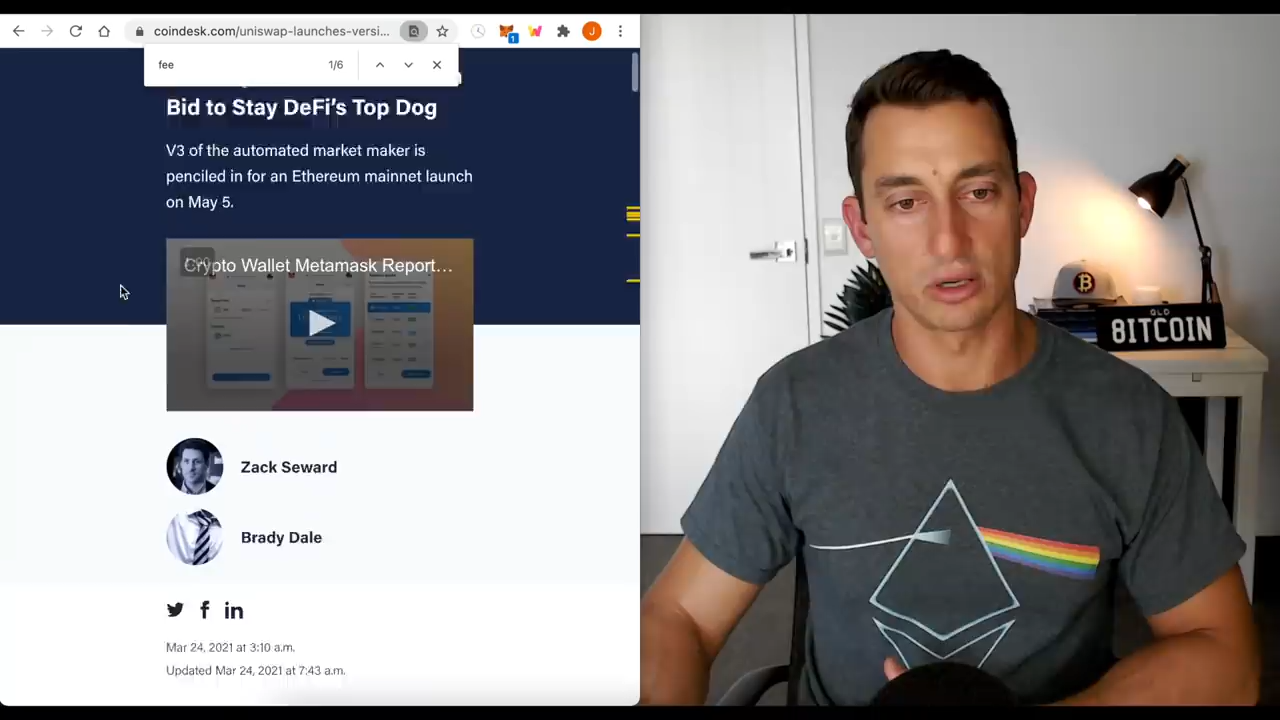 coindesk.com/uniswap-launches-versi...
J
1
fee
1/6
Bid to Stay DeFi's Top Dog
V3 of the automated market maker is
penciled in for an Ethereum mainnet launch
on May 5.
Crypto Wallet Metamask Report...
Zack Seward
Brady Dale
Mar 24, 2021 at 3:10 a.m.
Updated Mar 24, 2021 at 7:43 a.m.
QLD
BITCOIN